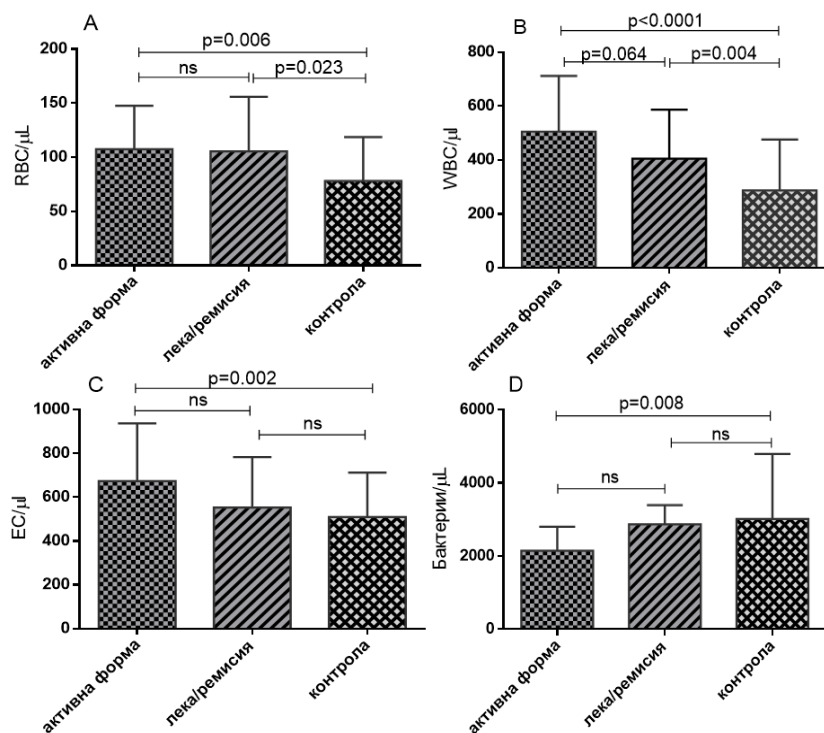 A
p=0.006
ns
p=0.023
RBC/µL
200
150
100
50
0
активна форма
лека/ремисия
контрола
B
p<0.0001
p=0.064
p=0.004
WBC/µl
800
600
400
200
0
активна форма
лека/ремисия
контрола
C
p=0.002
ns
ns
EC/µl
1000
800
600
400
200
0
активна форма
лека/ремисия
контрола
D
p=0.008
ns
ns
Бактерии/µL
6000
4000
2000
0
активна форма
лека/ремисия
контрола